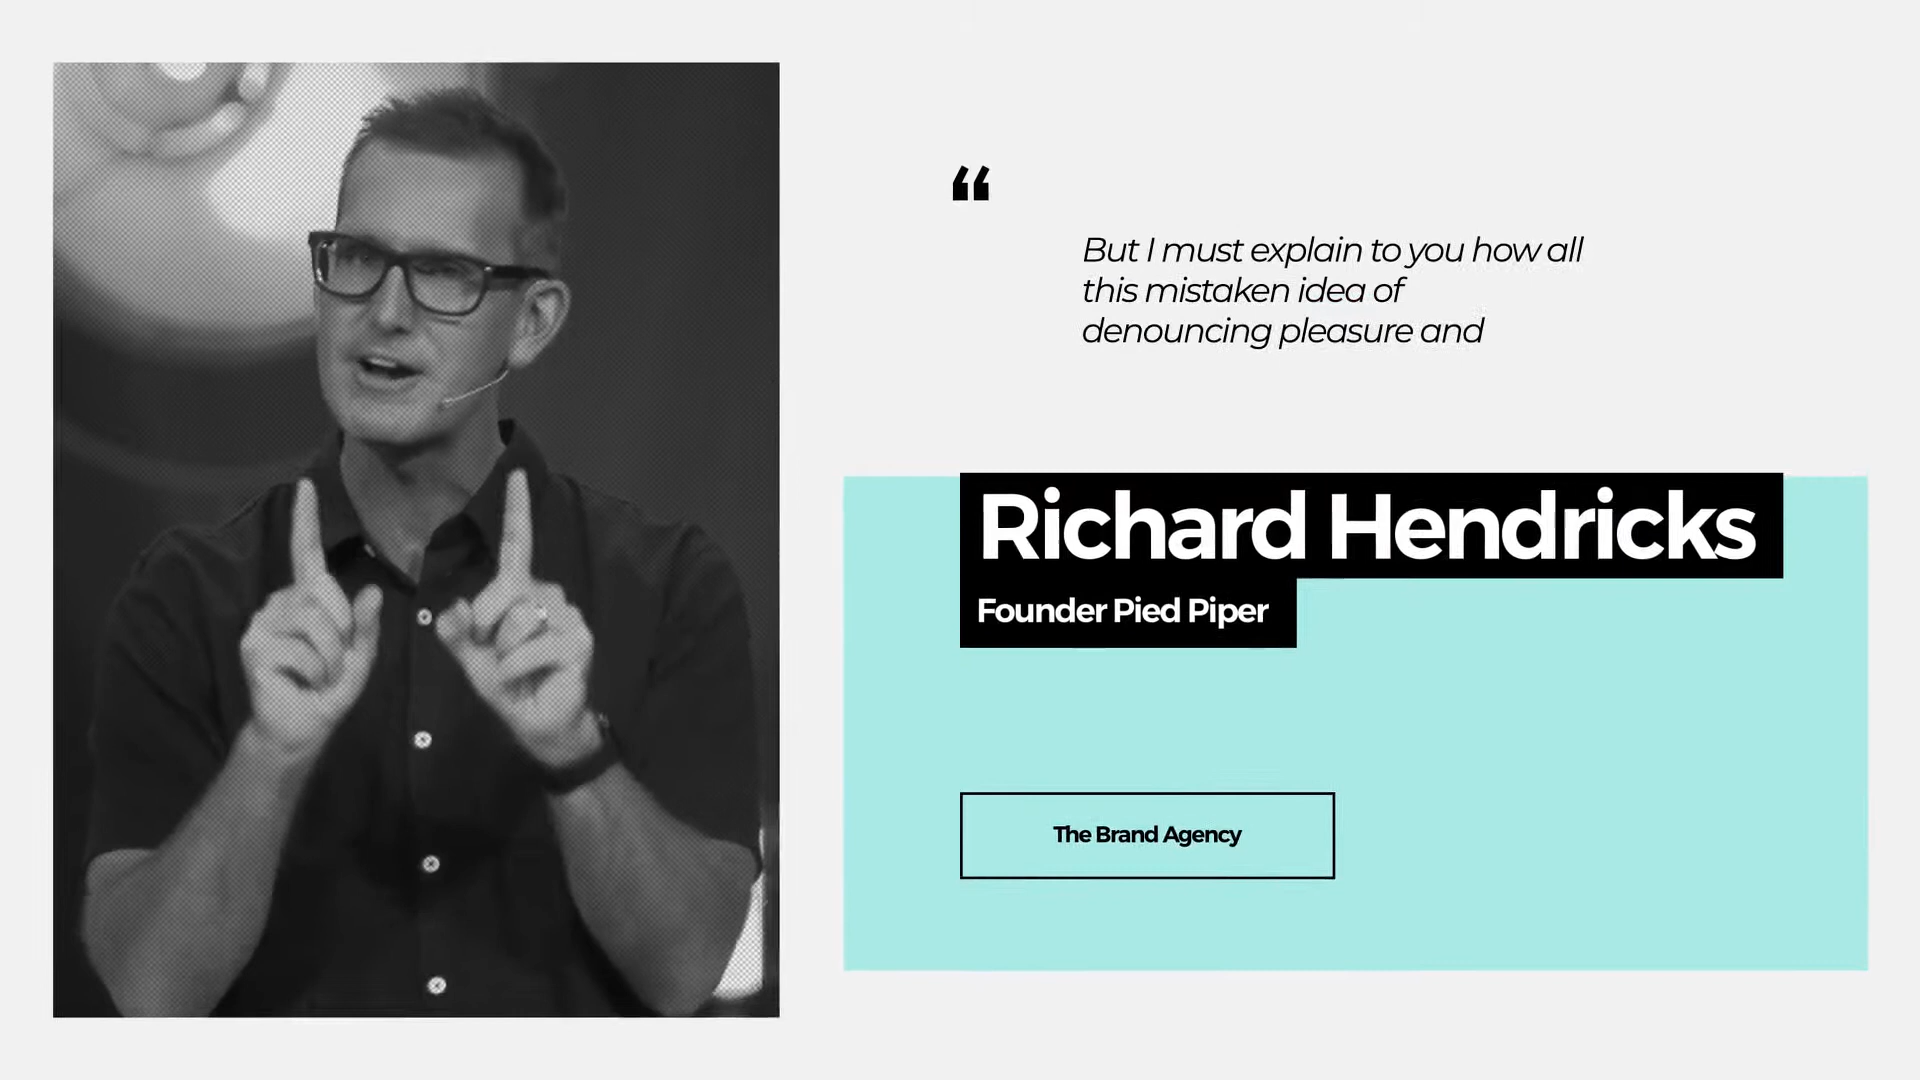 “
But I must explain to you how all
this mistaken idea of
denouncing pleasure and
Richard Hendricks
Founder Pied Piper
The Brand Agency